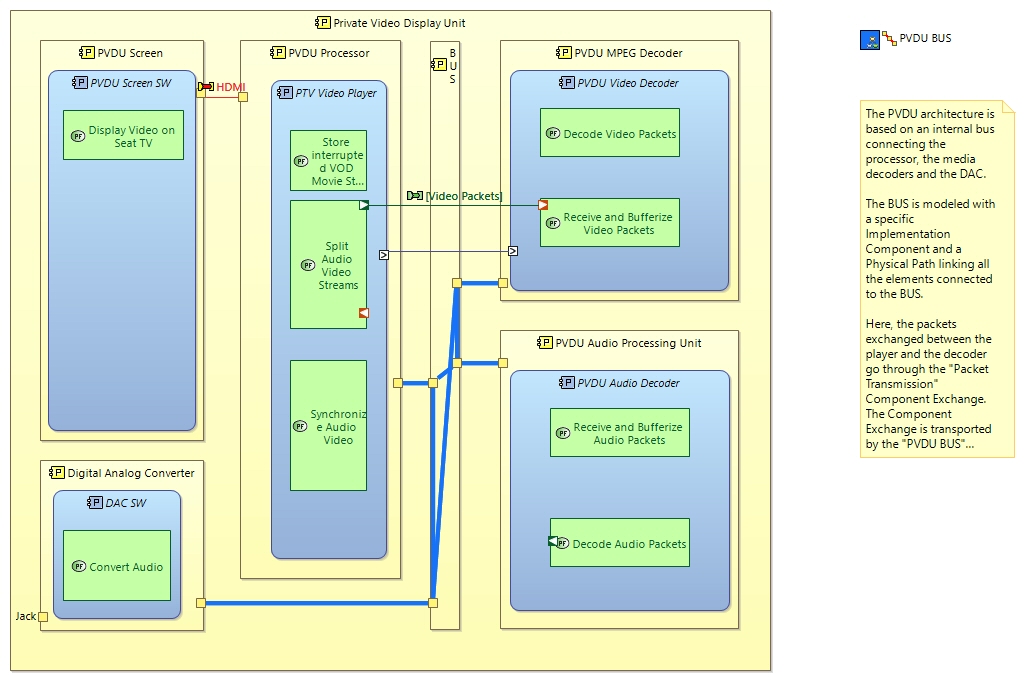 Private Video Display Unit
PVDU Screen
PVDU Screen SW
Display Video on
Seat TV
HDMI
PVDU Processor
PTV Video Player
Store
interrupte
d VOD
Movie St...
Split
Audio
Video
Streams
Synchroniz
e Audio
Video
B
U
S
[Video Packets]
PVDU MPEG Decoder
PVDU Video Decoder
Decode Video Packets
Receive and Bufferize
Video Packets
PVDU Audio Processing Unit
PVDU Audio Decoder
Receive and Bufferize
Audio Packets
Decode Audio Packets
Digital Analog Converter
DAC SW
Convert Audio
Jack
PVDU BUS
The PVDU architecture is
based on an internal bus
connecting the
processor, the media
decoders and the DAC.
The BUS is modeled with
a specific
Implementation
Component and a
Physical Path linking all
the elements connected
to the BUS.
Here, the packets
exchanged between the
player and the decoder
go through the "Packet
Transmission"
Component Exchange.
The Component
Exchange is transported
by the "PVDU BUS"...